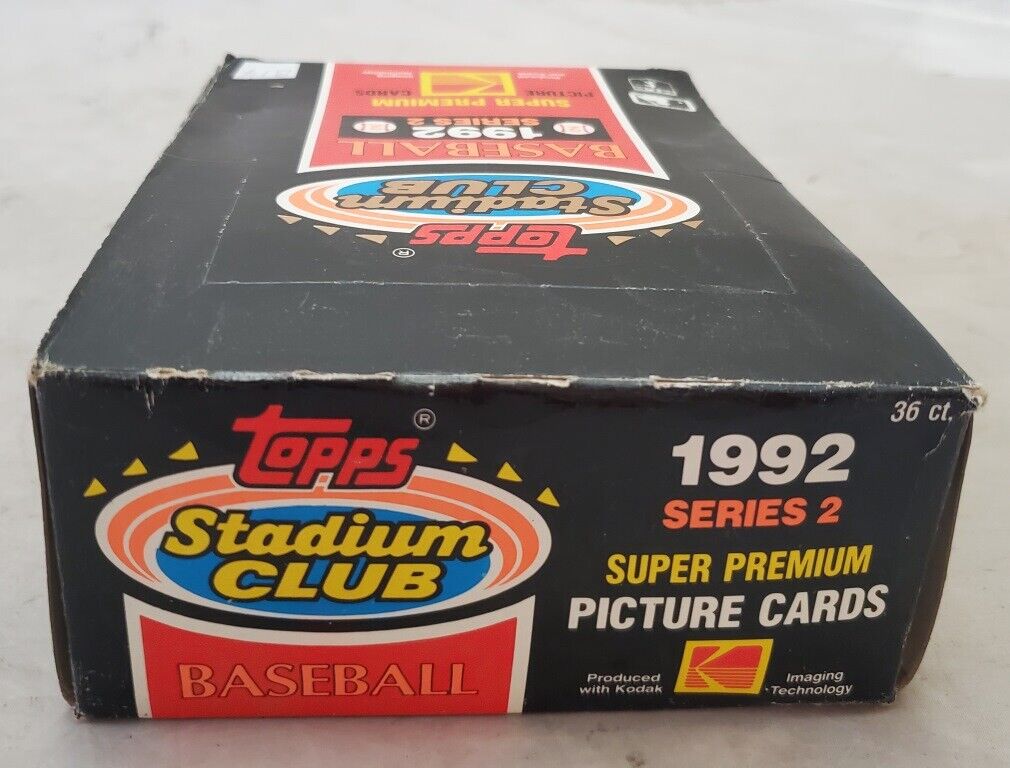 PICTURE CARDS
SUPER PREMIUM
SERIES 2
1992
BASEBALL
Stadium
CLUB
TOPPS
®
36 ct.
TOPPS ®
Stadium
CLUB
BASEBALL
1992
SERIES 2
SUPER PREMIUM
PICTURE CARDS
Produced
with Kodak
Imaging
Technology